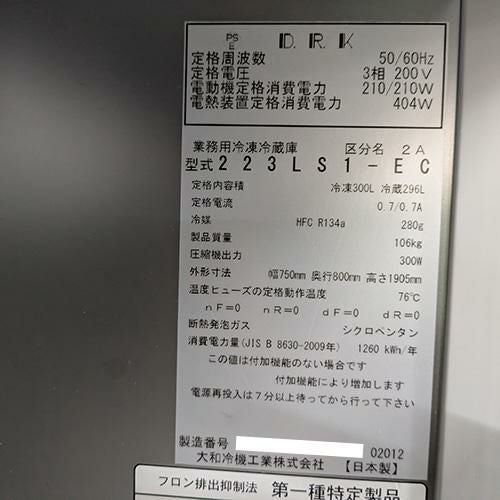 PS
E
D.R.K
定格周波数 50/60Hz
定格電圧 3相 200V
電動機定格消費電力 210/210W
電熱装置定格消費電力 404W
業務用冷凍冷蔵庫 区分名 2A
型式 223LS1-EC
定格内容積 冷凍300L 冷蔵296L
定格電流 0.7/0.7A
冷媒 HFC R134a 280g
製品質量 106kg
圧縮機出力 300W
外形寸法 幅750mm 奥行800mm 高さ1905mm
温度ヒューズの定格動作温度 76℃
nF=0 nR=0 dF=0 dR=0
断熱発泡ガス シクロペンタン
消費電力量(JIS B 8630-2009年) 1260 kWh/年
この値は付加機能のない場合です
付加機能により増加します
電源再投入は7分以上待ってから行って下さい
製造番号 02012
大和冷機工業株式会社 【日本製】
フロン排出抑制法 第一種特定製品